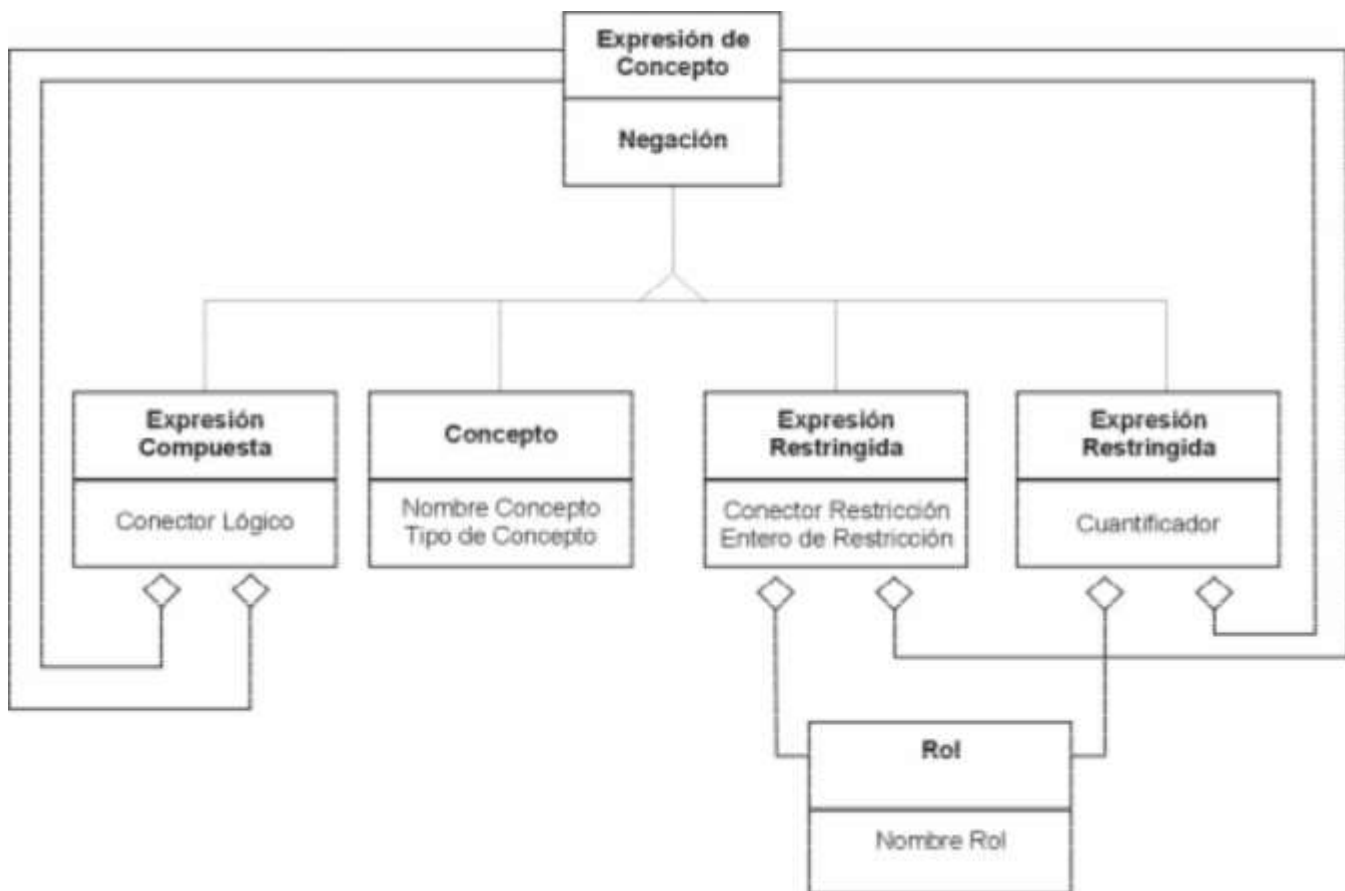 Expresión de
Concepto
Negación
Expresión
Compuesta
Conector Lógico
Concepto
Nombre Concepto
Tipo de Concepto
Expresión
Restringida
Conector Restricción
Entero de Restricción
Expresión
Restringida
Cuantificador
Rol
Nombre Rol